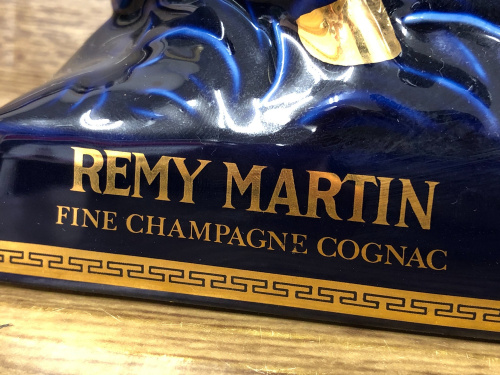 REMY MARTIN
FINE CHAMPAGNE COGNAC